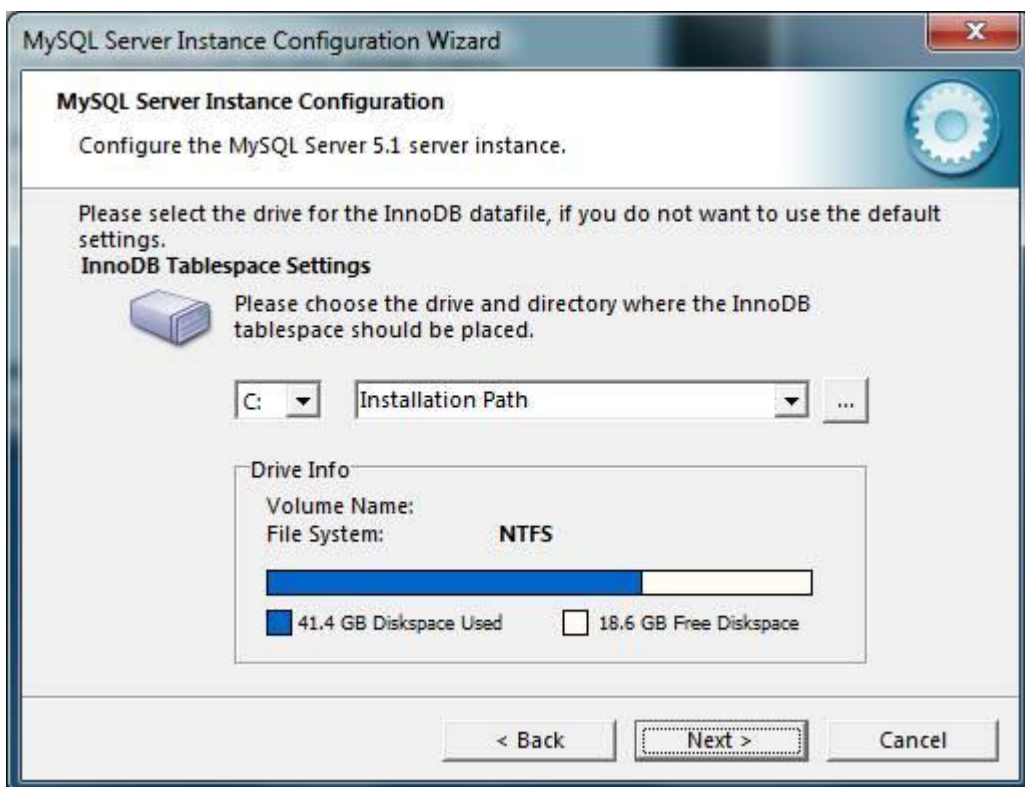 MySQL Server Instance Configuration Wizard
MySQL Server Instance Configuration
Configure the MySQL Server 5.1 server instance.
Please select the drive for the InnoDB datafile, if you do not want to use the default
settings.
InnoDB Tablespace Settings
Please choose the drive and directory where the InnoDB
tablespace should be placed.
C: Installation Path ...
Drive Info
Volume Name:
File System: NTFS
41.4 GB Diskspace Used 18.6 GB Free Diskspace
< Back Next > Cancel